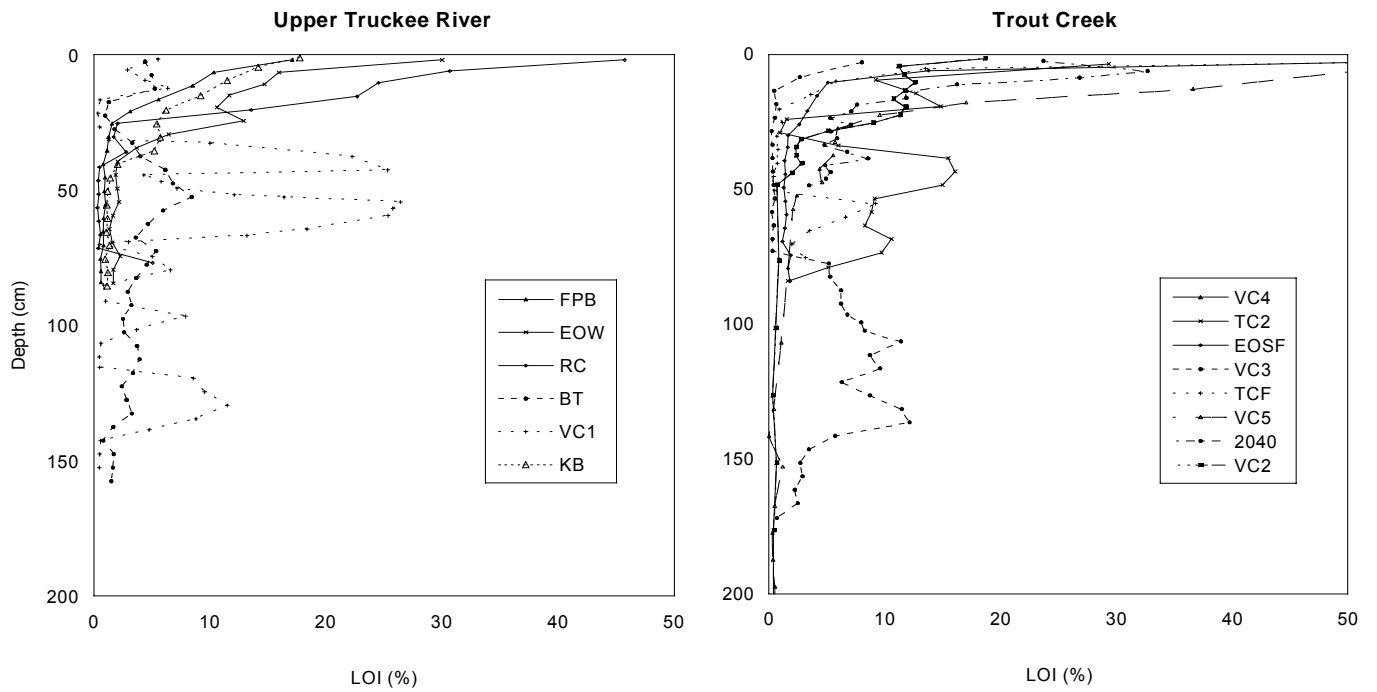 Upper Truckee River
0
50
100
150
200
Depth (cm)
0 10 20 30 40 50
LOI (%)
FPB
EOW
RC
BT
VC1
KB
Trout Creek
0
50
100
150
200
0 10 20 30 40 50
LOI (%)
VC4
TC2
EOSF
VC3
TCF
VC5
2040
VC2